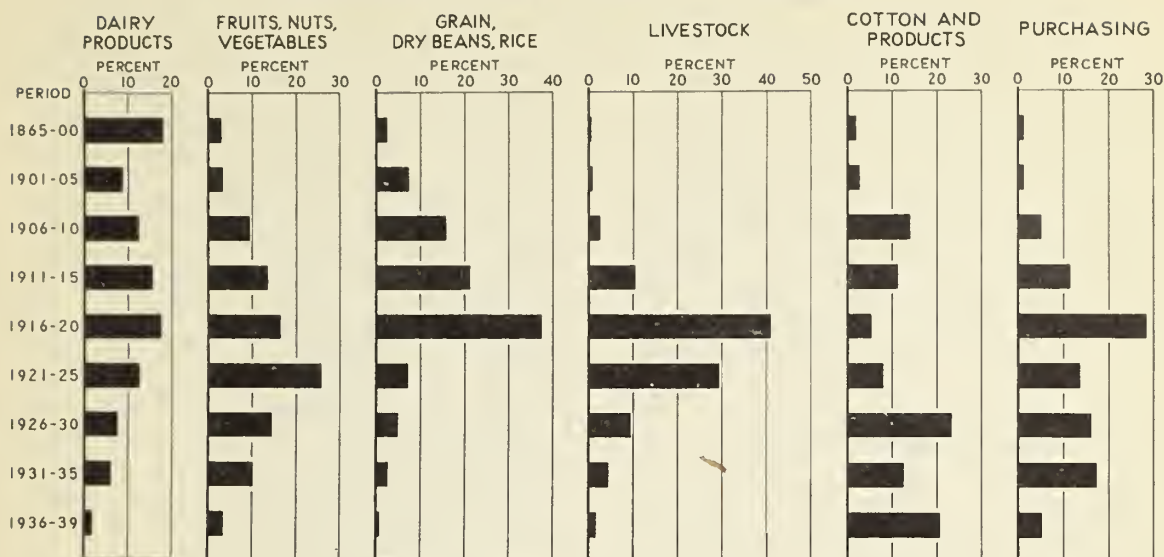 DAIRY
PRODUCTS
PERCENT
0 10 20
FRUITS, NUTS,
VEGETABLES
PERCENT
0 10 20 30
GRAIN,
DRY BEANS, RICE
PERCENT
0 10 20 30 40
LIVESTOCK
PERCENT
0 10 20 30 40 50
COTTON AND
PRODUCTS
PERCENT
0 10 20 30
PURCHASING
PERCENT
0 10 20 30
PERIOD
1865-00
1901-05
1906-10
1911-15
1916-20
1921-25
1926-30
1931-35
1936-39